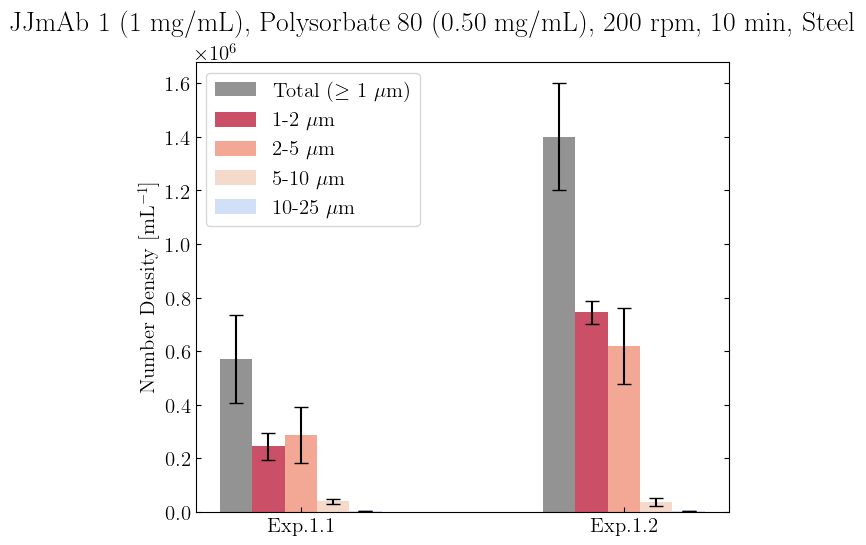 JJmAb 1 (1 mg/mL), Polysorbate 80 (0.50 mg/mL), 200 rpm, 10 min, Steel
×10⁶
Total (≥ 1 μm)
1-2 μm
2-5 μm
5-10 μm
10-25 μm
Number Density [mL⁻¹]
1.6
1.4
1.2
1.0
0.8
0.6
0.4
0.2
0.0
Exp.1.1 Exp.1.2